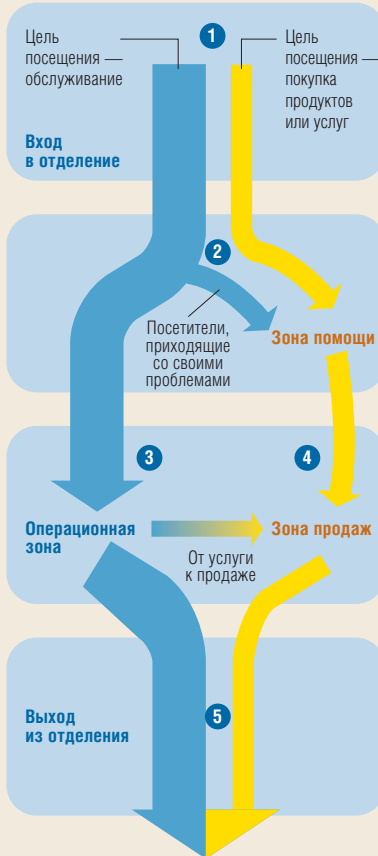 Цель
посещения —
обслуживание
1
Цель
посещения —
покупка
продуктов
или услуг
Вход
в отделение
2
Посетители,
приходящие
со своими
проблемами
Зона помощи
3
4
Операционная
зона
От услуги
к продаже
Зона продаж
Выход
из отделения
5